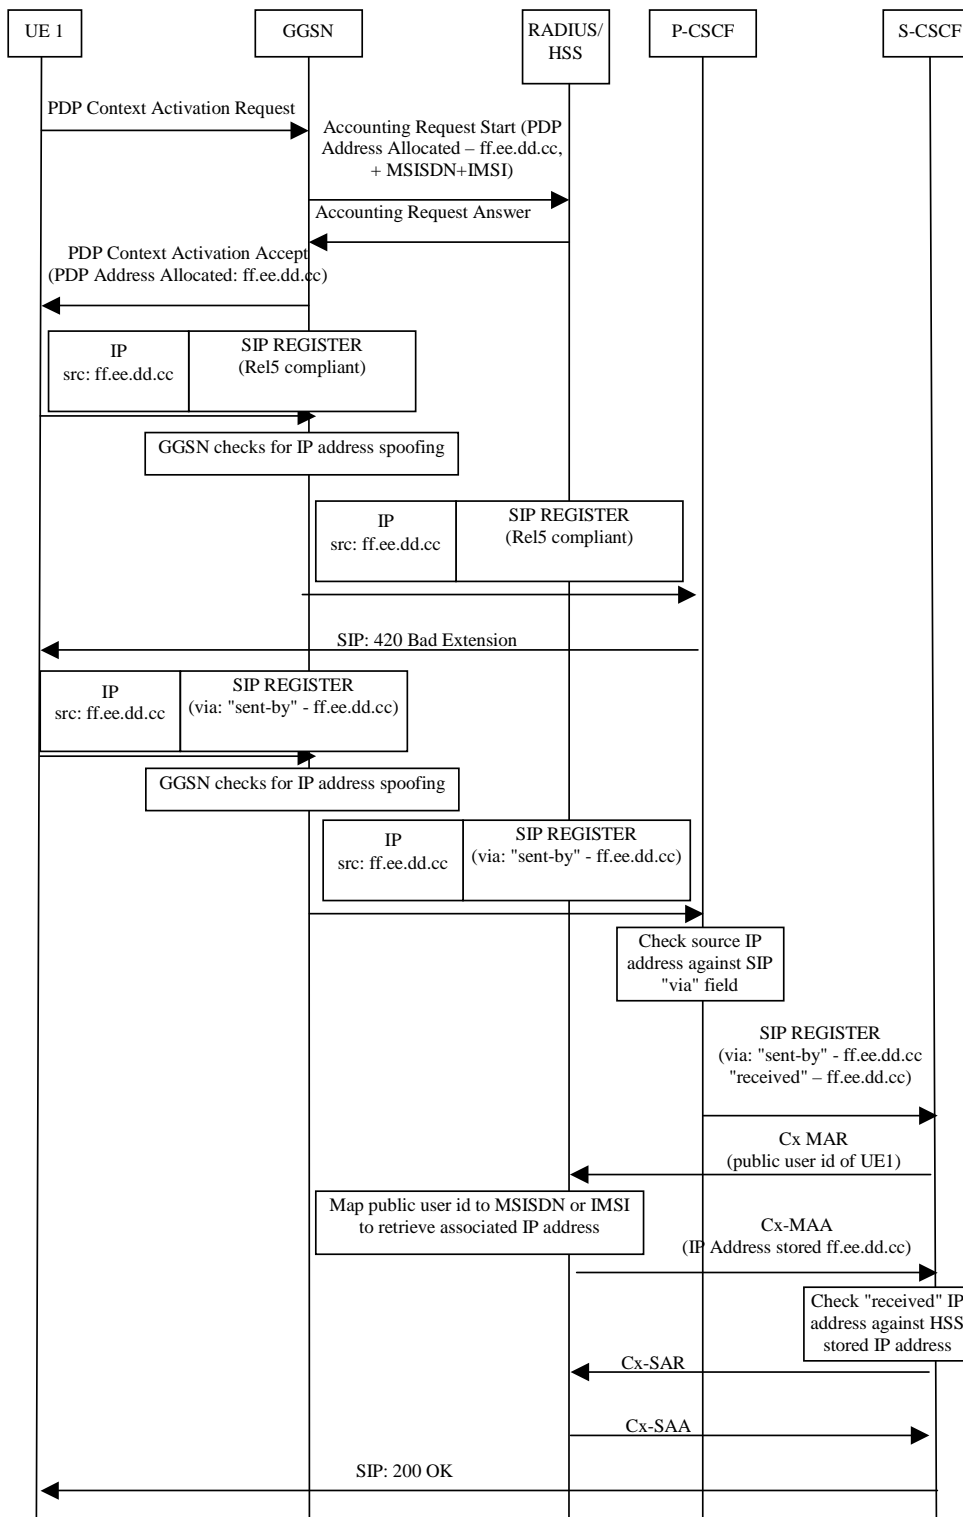 UE 1
GGSN
RADIUS/
HSS
P-CSCF
S-CSCF
PDP Context Activation Request
Accounting Request Start (PDP
Address Allocated – ff.ee.dd.cc,
+ MSISDN+IMSI)
Accounting Request Answer
PDP Context Activation Accept
(PDP Address Allocated: ff.ee.dd.cc)
IP
src: ff.ee.dd.cc
SIP REGISTER
(Rel5 compliant)
GGSN checks for IP address spoofing
IP
src: ff.ee.dd.cc
SIP REGISTER
(Rel5 compliant)
SIP: 420 Bad Extension
IP
src: ff.ee.dd.cc
SIP REGISTER
(via: "sent-by" - ff.ee.dd.cc)
GGSN checks for IP address spoofing
IP
src: ff.ee.dd.cc
SIP REGISTER
(via: "sent-by" - ff.ee.dd.cc)
Check source IP
address against SIP
"via" field
SIP REGISTER
(via: "sent-by" - ff.ee.dd.cc
"received" – ff.ee.dd.cc)
Cx MAR
(public user id of UE1)
Map public user id to MSISDN or IMSI
to retrieve associated IP address
Cx-MAA
(IP Address stored ff.ee.dd.cc)
Check "received" IP
address against HSS
stored IP address
Cx-SAR
Cx-SAA
SIP: 200 OK